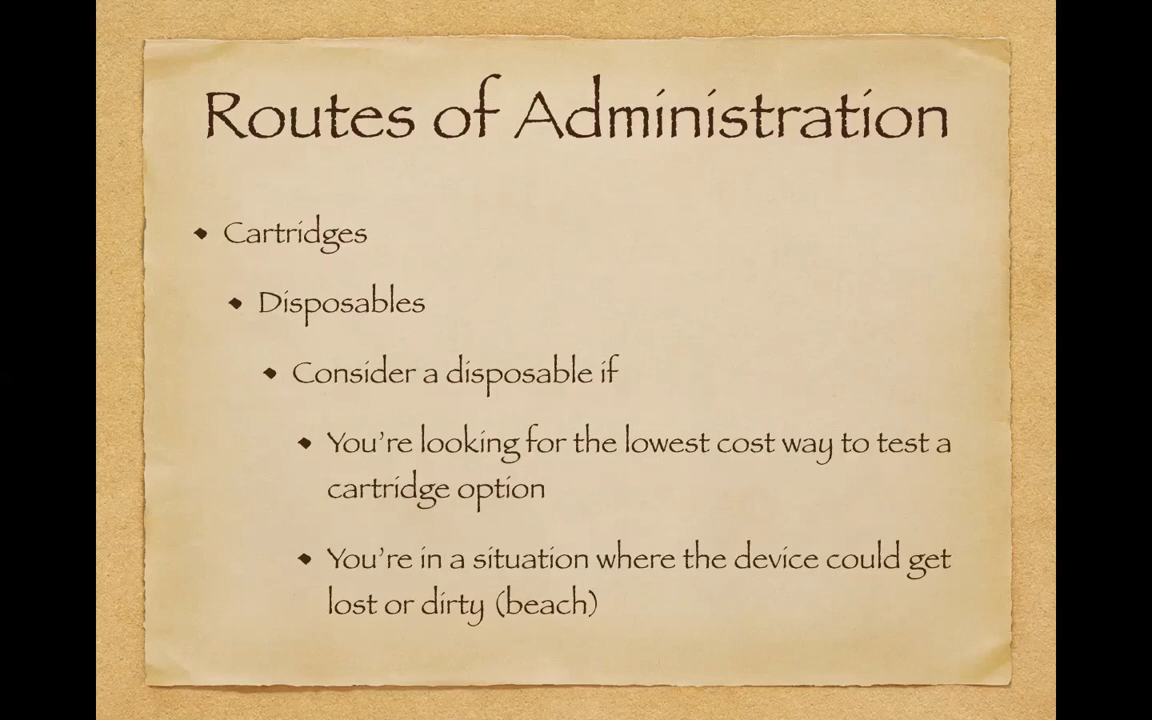 Routes of Administration
Cartridges
Disposables
Consider a disposable if
You're looking for the lowest cost way to test a
cartridge option
You're in a situation where the device could get
lost or dirty (beach)